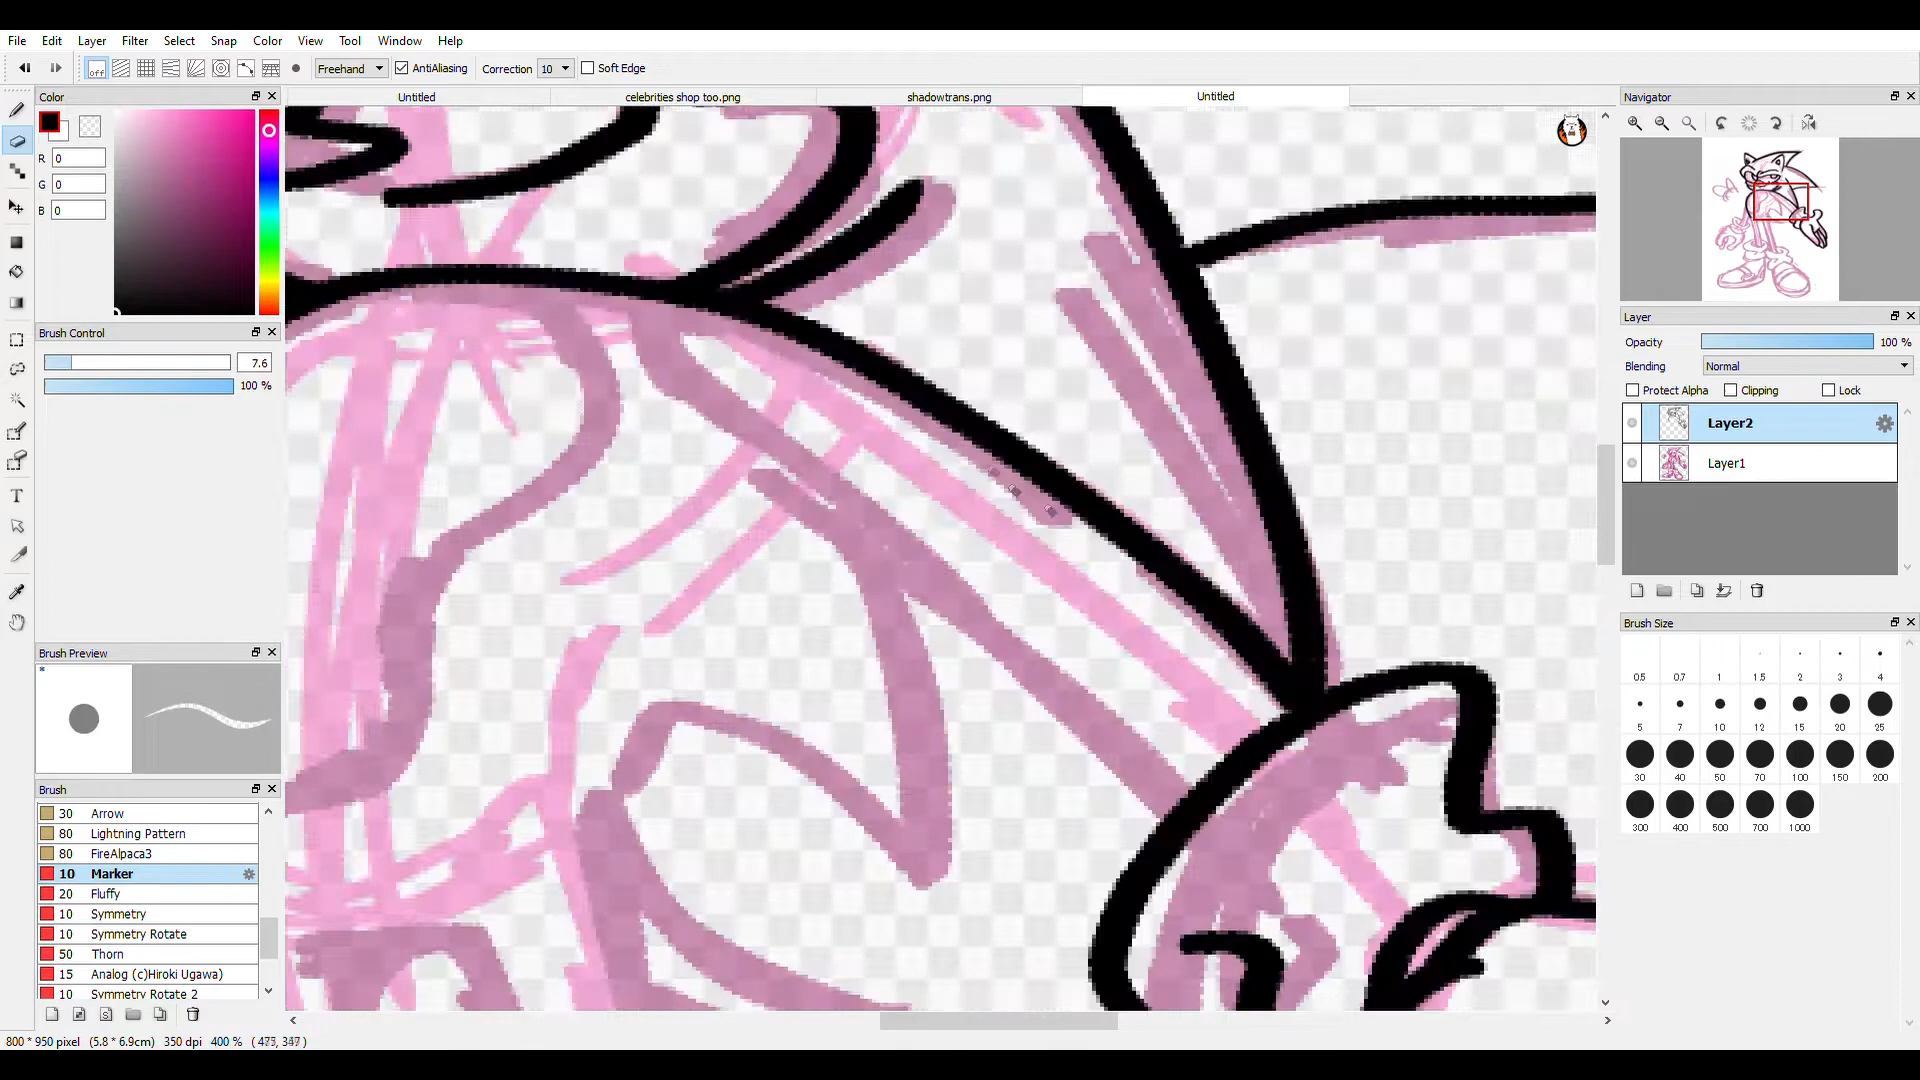 File Edit Layer Filter Select Snap Color View Tool Window Help
off Freehand AntiAliasing Correction 10 Soft Edge
Color
Untitled celebrities shop too.png shadowtrans.png Untitled
Navigator
R 0
G 0
B 0
Brush Control
7.6
100 %
Layer
Opacity 100 %
Blending Normal
Protect Alpha Clipping Lock
Layer2
Layer1
Brush Preview
*
Brush Size
0.5 0.7 1 1.5 2 3 4
5 7 10 12 15 20 25
30 40 50 70 100 150 200
300 400 500 700 1000
Brush
30 Arrow
80 Lightning Pattern
80 FireAlpaca3
10 Marker
20 Fluffy
10 Symmetry
10 Symmetry Rotate
50 Thorn
15 Analog (c)Hiroki Ugawa)
10 Symmetry Rotate 2
800 * 950 pixel (5.8 * 6.9cm) 350 dpi 400 %